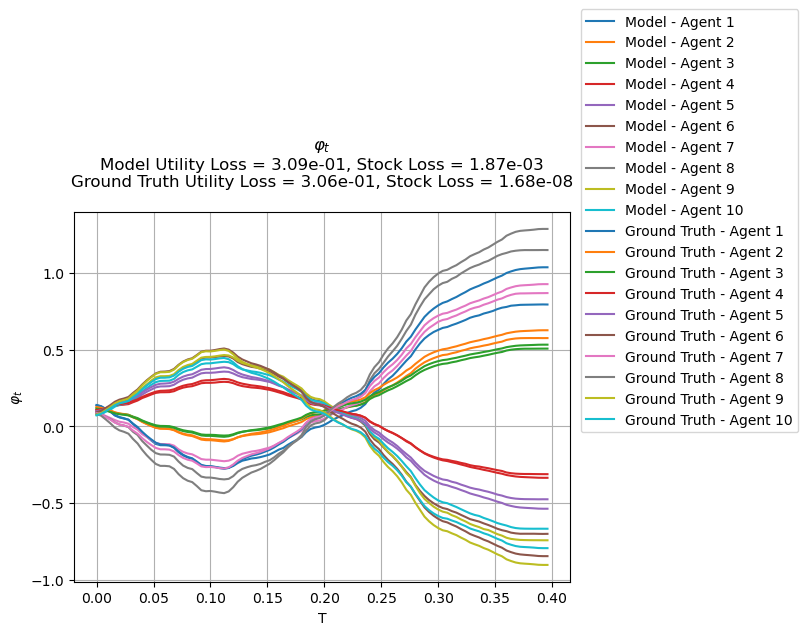 φt
Model Utility Loss = 3.09e-01, Stock Loss = 1.87e-03
Ground Truth Utility Loss = 3.06e-01, Stock Loss = 1.68e-08
φt
1.0
0.5
0.0
−0.5
−1.0
0.00 0.05 0.10 0.15 0.20 0.25 0.30 0.35 0.40
T
Model - Agent 1
Model - Agent 2
Model - Agent 3
Model - Agent 4
Model - Agent 5
Model - Agent 6
Model - Agent 7
Model - Agent 8
Model - Agent 9
Model - Agent 10
Ground Truth - Agent 1
Ground Truth - Agent 2
Ground Truth - Agent 3
Ground Truth - Agent 4
Ground Truth - Agent 5
Ground Truth - Agent 6
Ground Truth - Agent 7
Ground Truth - Agent 8
Ground Truth - Agent 9
Ground Truth - Agent 10